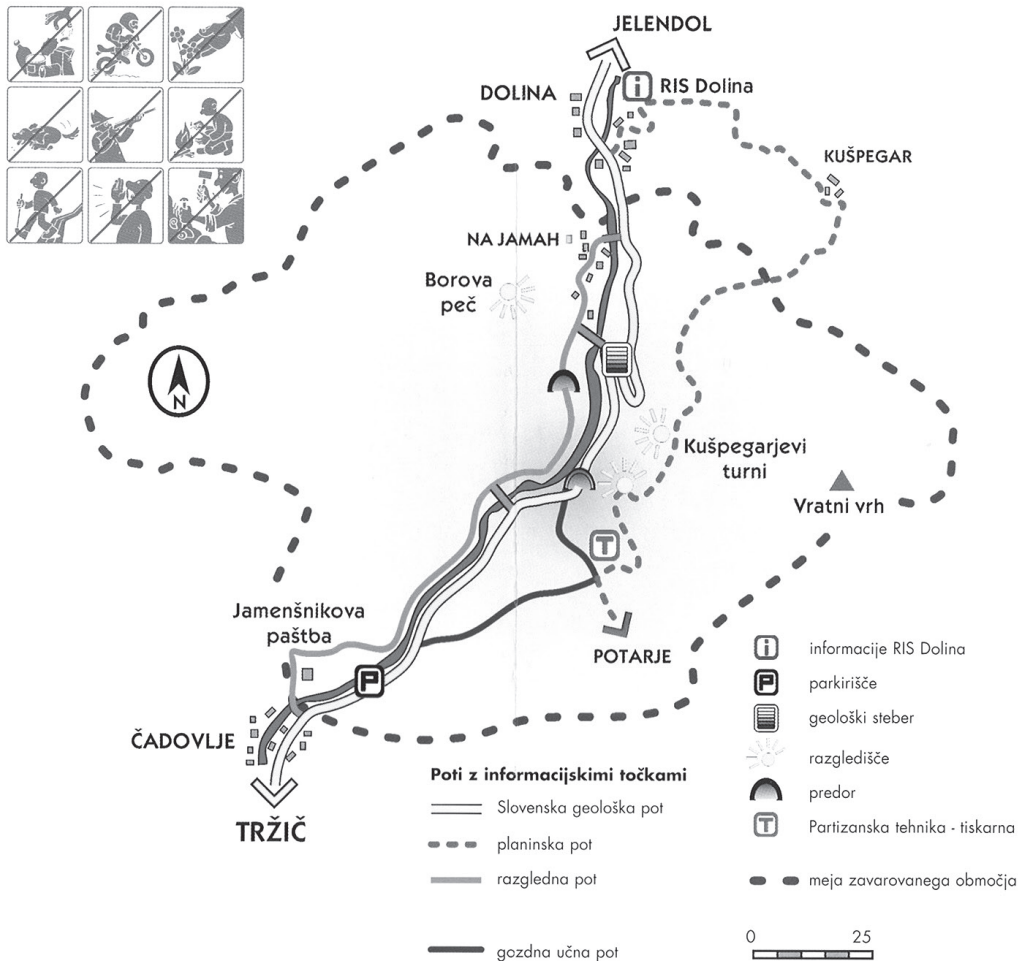 JELENDOL
DOLINA
RIS Dolina
KUŠPEGAR
NA JAMAH
Borova
peč
N
Kušpegarjevi
turni
Vratni vrh
T
Jamenšnikova
paštba
POTARJE
P
ČADOVLJE
TRŽIČ
i
Poti z informacijskimi točkami
Slovenska geološka pot
planinska pot
razgledna pot
gozdna učna pot
i informacije RIS Dolina
P parkirišče
geološki steber
razgledišče
predor
T Partizanska tehnika - tiskarna
meja zavarovanega območja
0 25